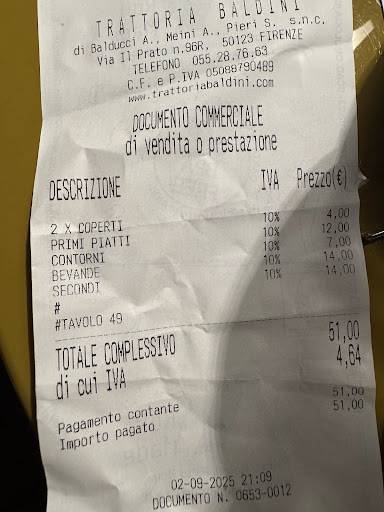 TRATTORIA BALDINI
di Balducci A., Meini A., Pieri S. s.n.c.
Via Il Prato n.96R, 50123 FIRENZE
TELEFONO 055.28.76.63
C.F. e P.IVA 05088790489
www.trattoriabaldini.com
DOCUMENTO COMMERCIALE
di vendita o prestazione
DESCRIZIONE IVA Prezzo(€)
2 X COPERTI 10% 4,00
PRIMI PIATTI 10% 12,00
CONTORNI 10% 7,00
BEVANDE 10% 14,00
SECONDI 10% 14,00
#
#TAVOLO 49
TOTALE COMPLESSIVO 51,00
di cui IVA 4,64
Pagamento contante 51,00
Importo pagato 51,00
02-09-2025 21:09
DOCUMENTO N. 0653-0012